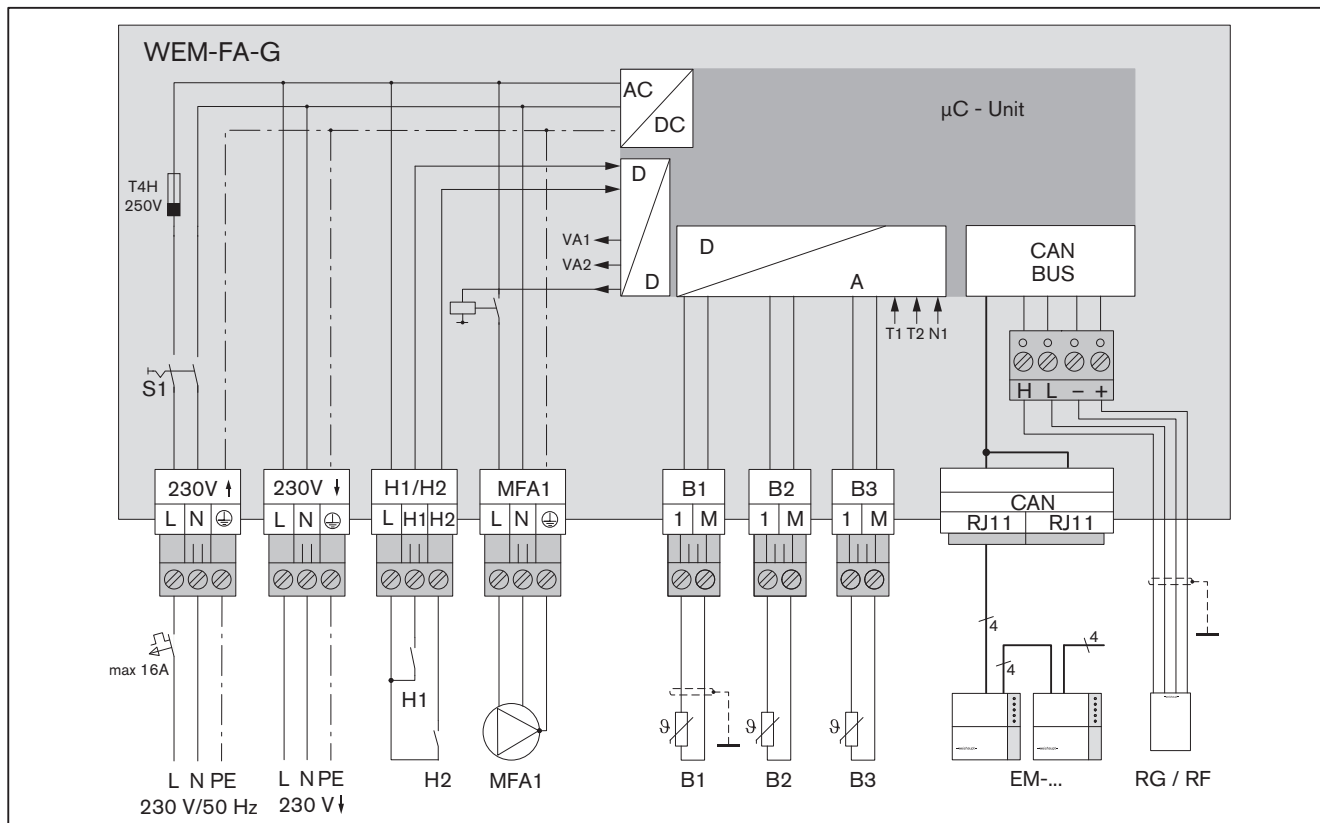 WEM-FA-G
AC
DC
µC - Unit
T4H
250V
D
D
VA1
VA2
D
A
CAN
BUS
T1 T2 N1
S1
H L – +
230V 230V H1/H2 MFA1 B1 B2 B3
L N L N L H1 H2 L N 1 M 1 M 1 M
CAN
RJ11 RJ11
max 16A
H1
4
4
4
ϑ ϑ ϑ
L N PE L N PE H2 MFA1 B1 B2 B3 EM-... RG / RF
230 V/50 Hz 230 V